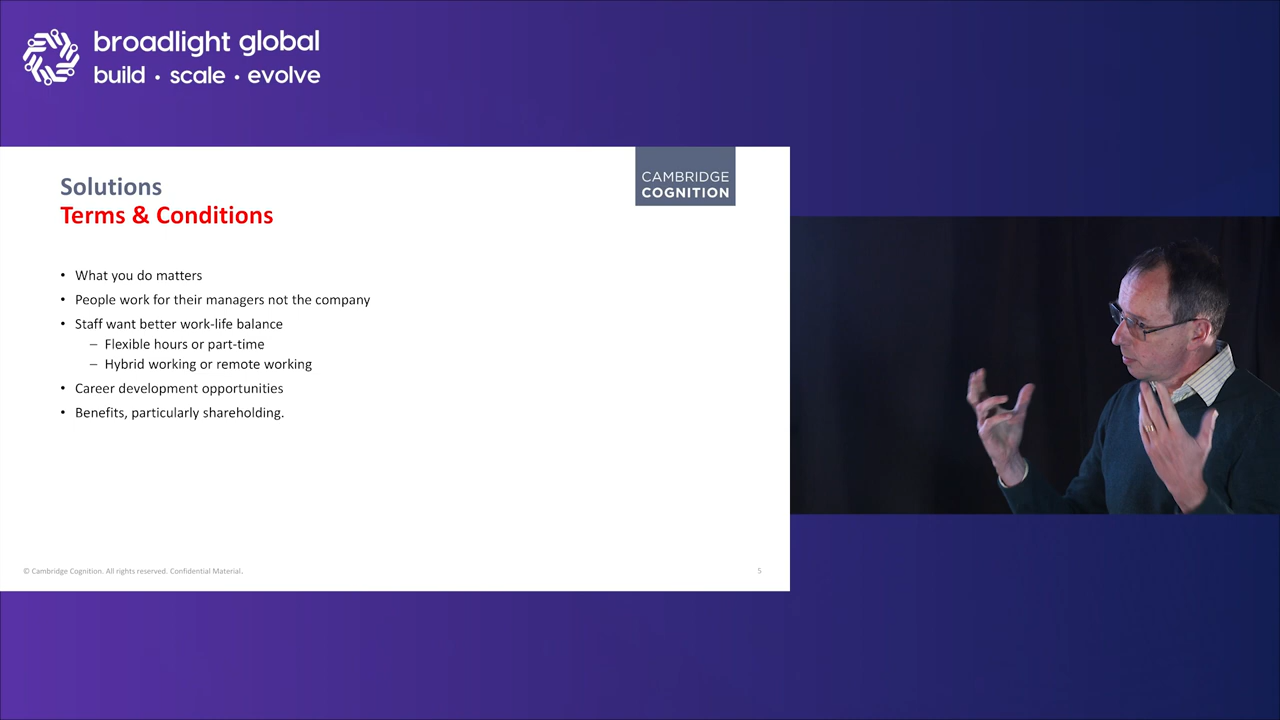 broadlight global
build · scale · evolve
Solutions
Terms & Conditions
CAMBRIDGE
COGNITION
• What you do matters
• People work for their managers not the company
• Staff want better work-life balance
– Flexible hours or part-time
– Hybrid working or remote working
• Career development opportunities
• Benefits, particularly shareholding.
© Cambridge Cognition. All rights reserved. Confidential Material.
5